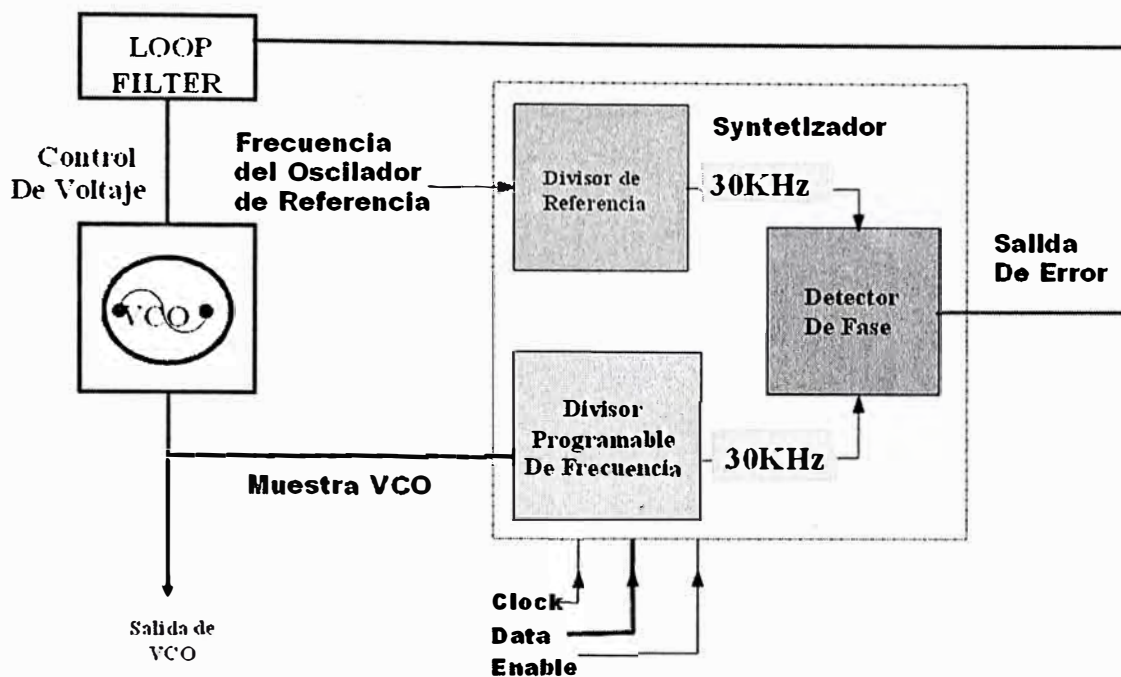 LOOP
FILTER
Control
De Voltaje
Frecuencia
del Oscilador
de Referencia
Syntetizador
Divisor de
Referencia
30KHz
Detector
De Fase
Salida
De Error
VCO
Divisor
Programable
De Frecuencia
30KHz
Muestra VCO
Clock
Data
Enable
Salida de
VCO